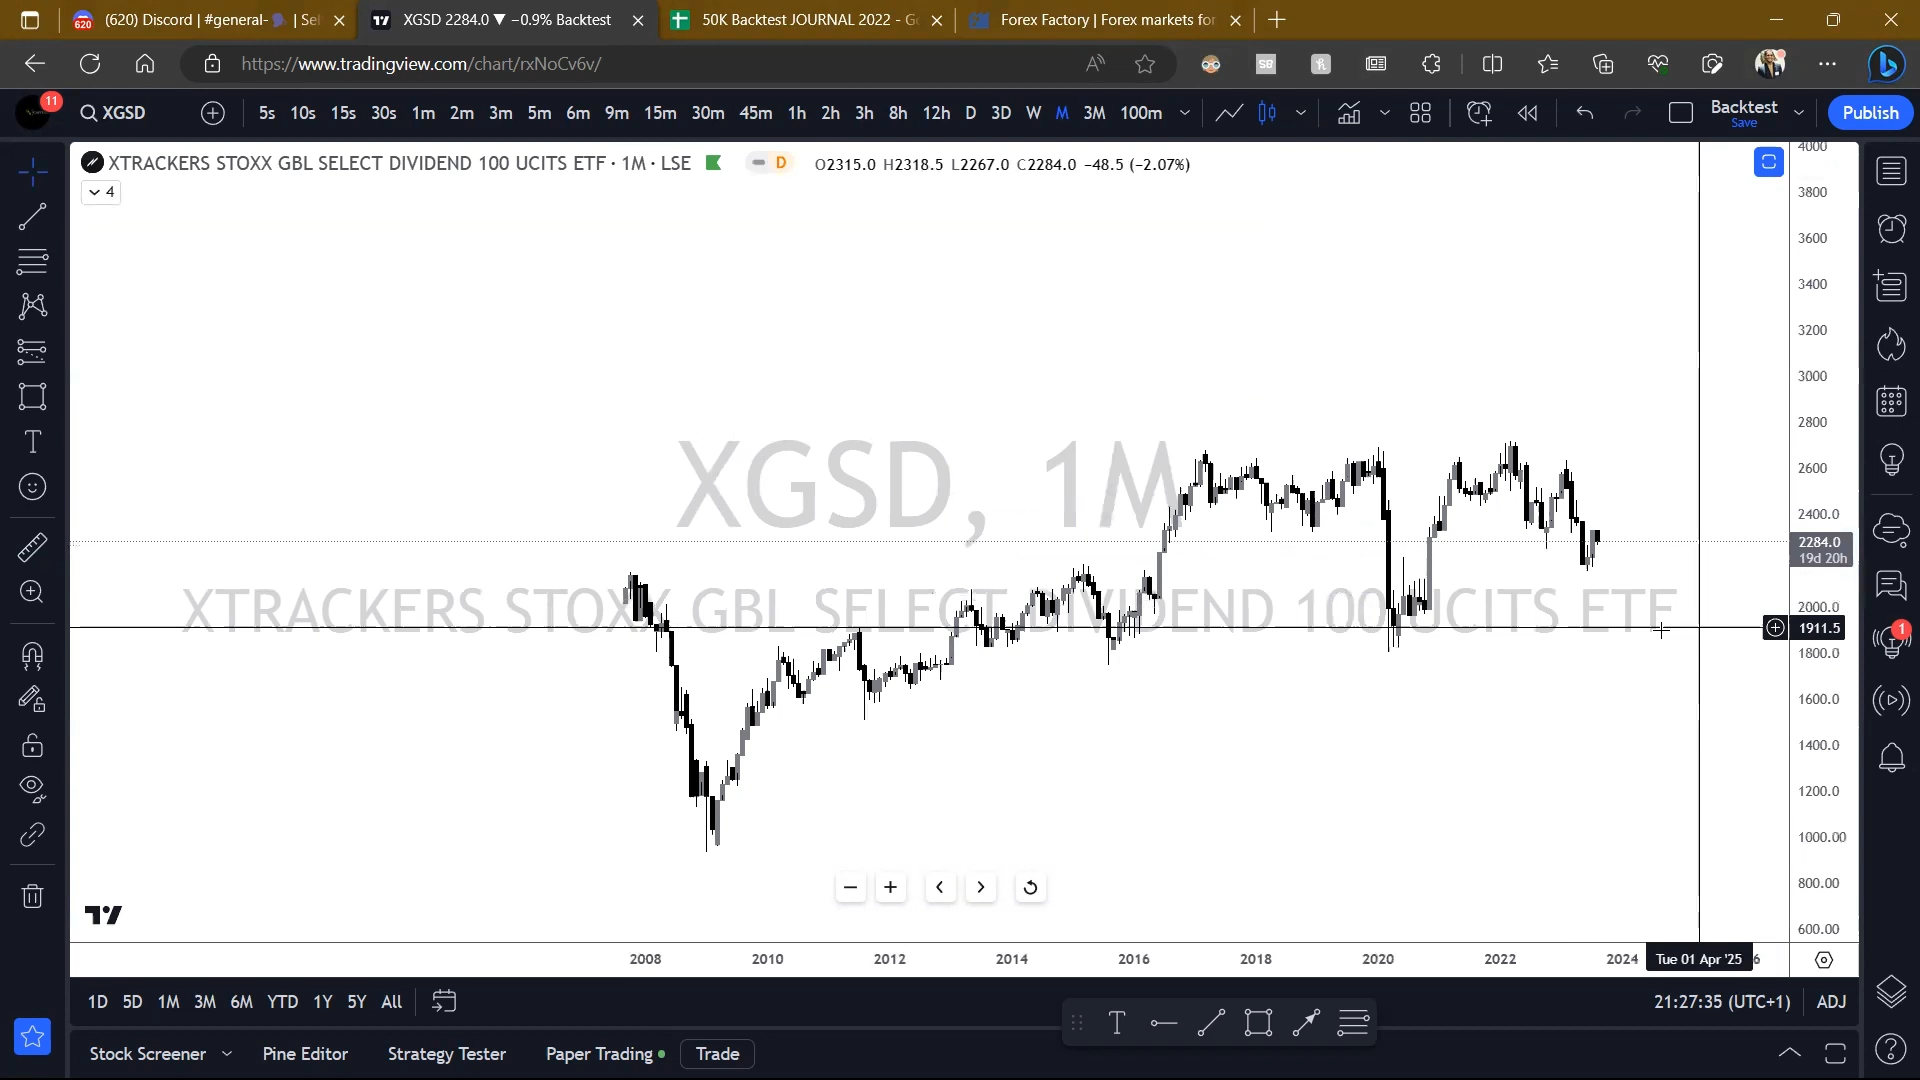 (620) Discord | #general- | Se
XGSD 2284.0 ▼ −0.9% Backtest
50K Backtest JOURNAL 2022 - G
Forex Factory | Forex markets for
https://www.tradingview.com/chart/rxNoCv6v/
11
XGSD
5s 10s 15s 30s 1m 2m 3m 5m 6m 9m 15m 30m 45m 1h 2h 3h 8h 12h D 3D W M 3M 100m
Backtest
Save
Publish
XTRACKERS STOXX GBL SELECT DIVIDEND 100 UCITS ETF · 1M · LSE
D
O2315.0 H2318.5 L2267.0 C2284.0 −48.5 (−2.07%)
4
4000
3800
3600
3400
3200
3000
2800
2600
2400.0
2284.0
19d 20h
2000.0
1911.5
1800.0
1600.0
1400.0
1200.0
1000.00
800.00
600.00
XGSD, 1M
XTRACKERS STOXX GBL SELECT DIVIDEND 100 UCITS ETF
1
2008 2010 2012 2014 2016 2018 2020 2022 2024 Tue 01 Apr '25 6
1D 5D 1M 3M 6M YTD 1Y 5Y All
21:27:35 (UTC+1) ADJ
Stock Screener Pine Editor Strategy Tester Paper Trading Trade